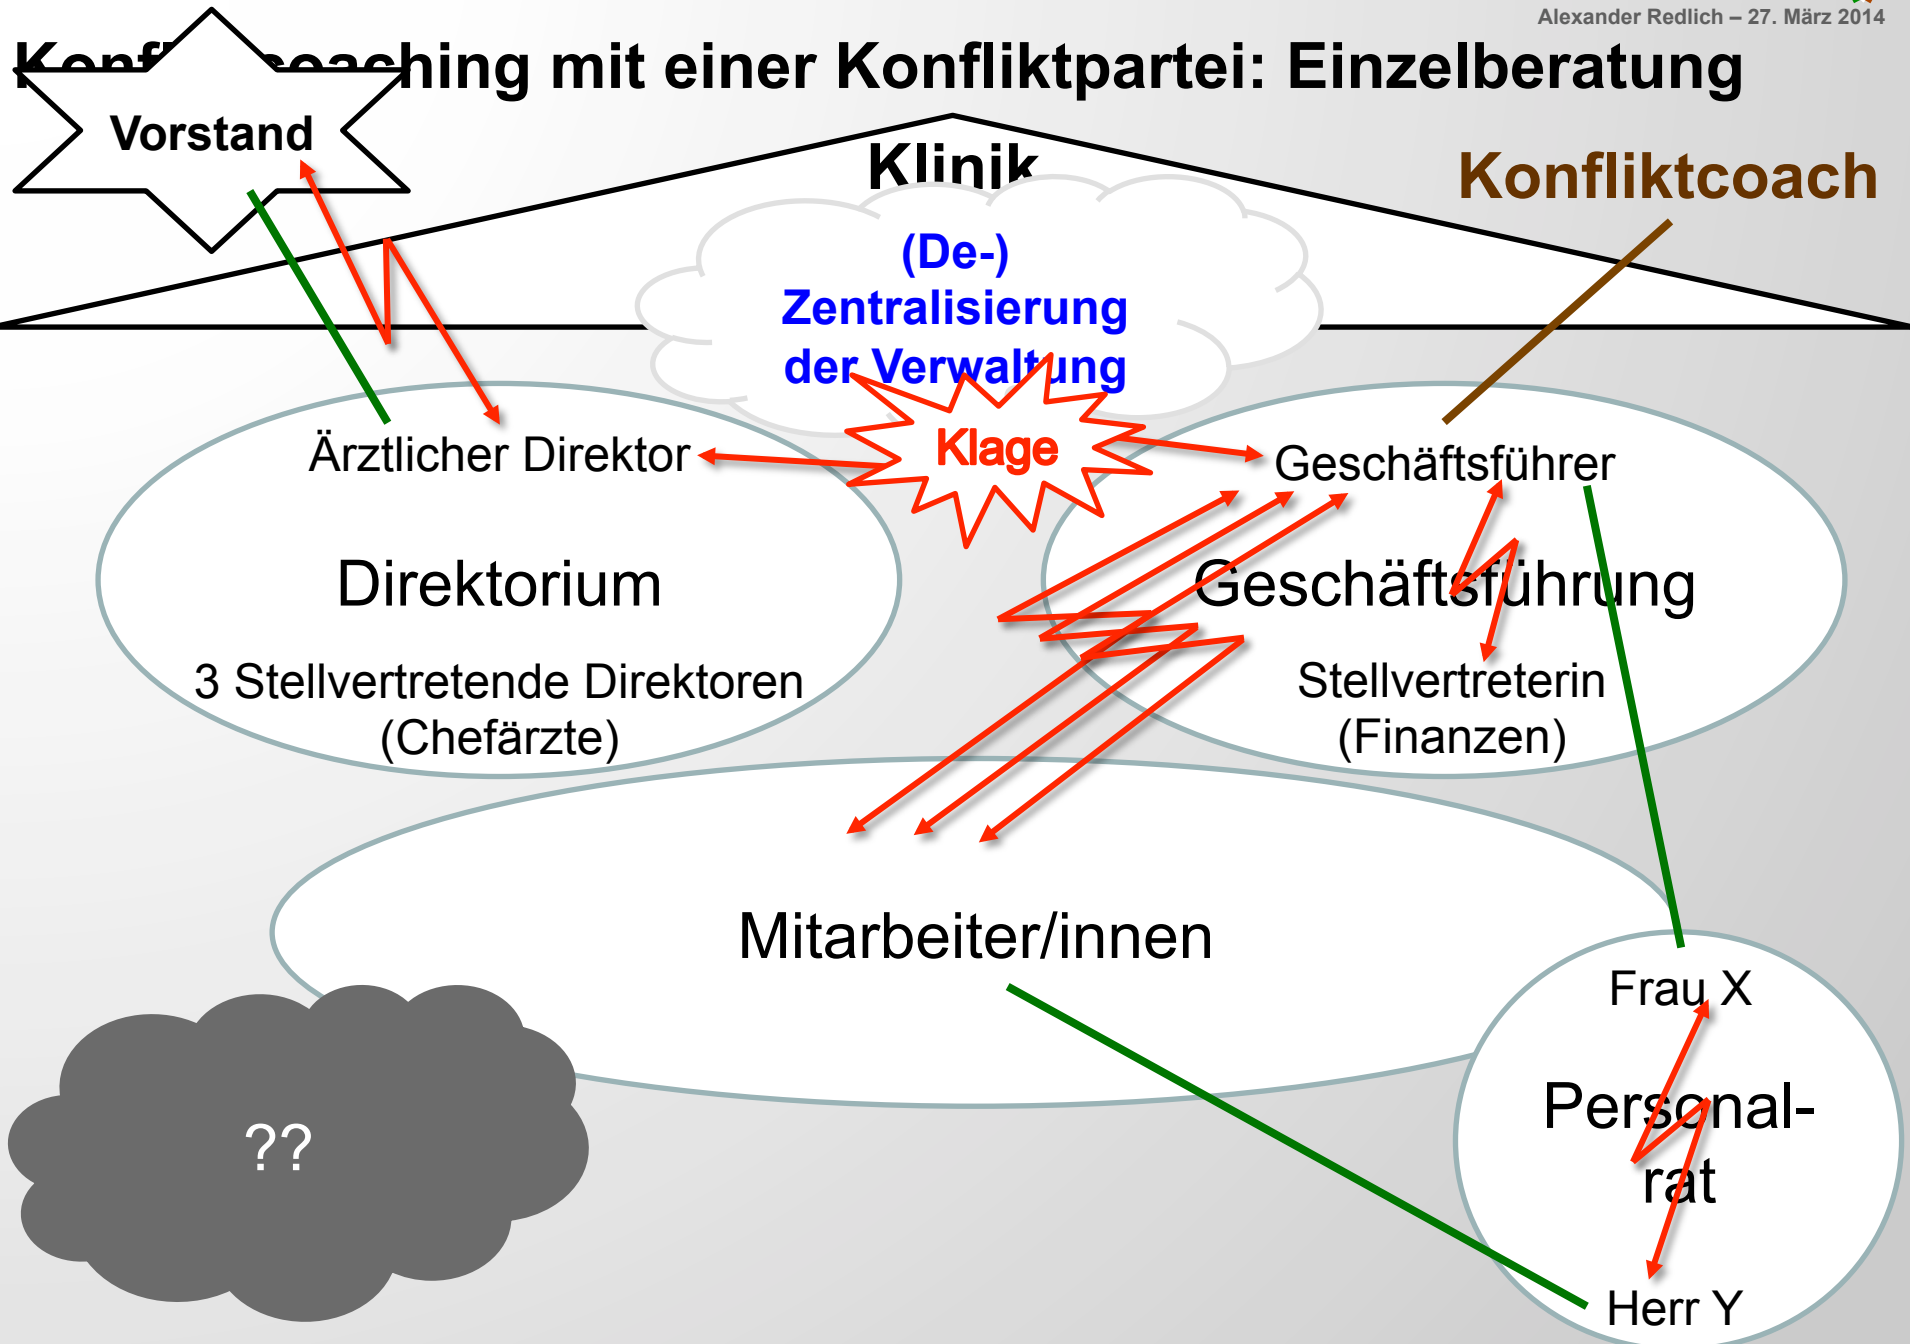 Alexander Redlich – 27. März 2014
Konfliktcoaching mit einer Konfliktpartei: Einzelberatung
Vorstand
Klinik
Konfliktcoach
(De-)
Zentralisierung
der Verwaltung
Klage
Ärztlicher Direktor
Geschäftsführer
Direktorium
Geschäftsführung
3 Stellvertretende Direktoren
(Chefärzte)
Stellvertreterin
(Finanzen)
Mitarbeiter/innen
Frau X
Personal-
rat
Herr Y
??